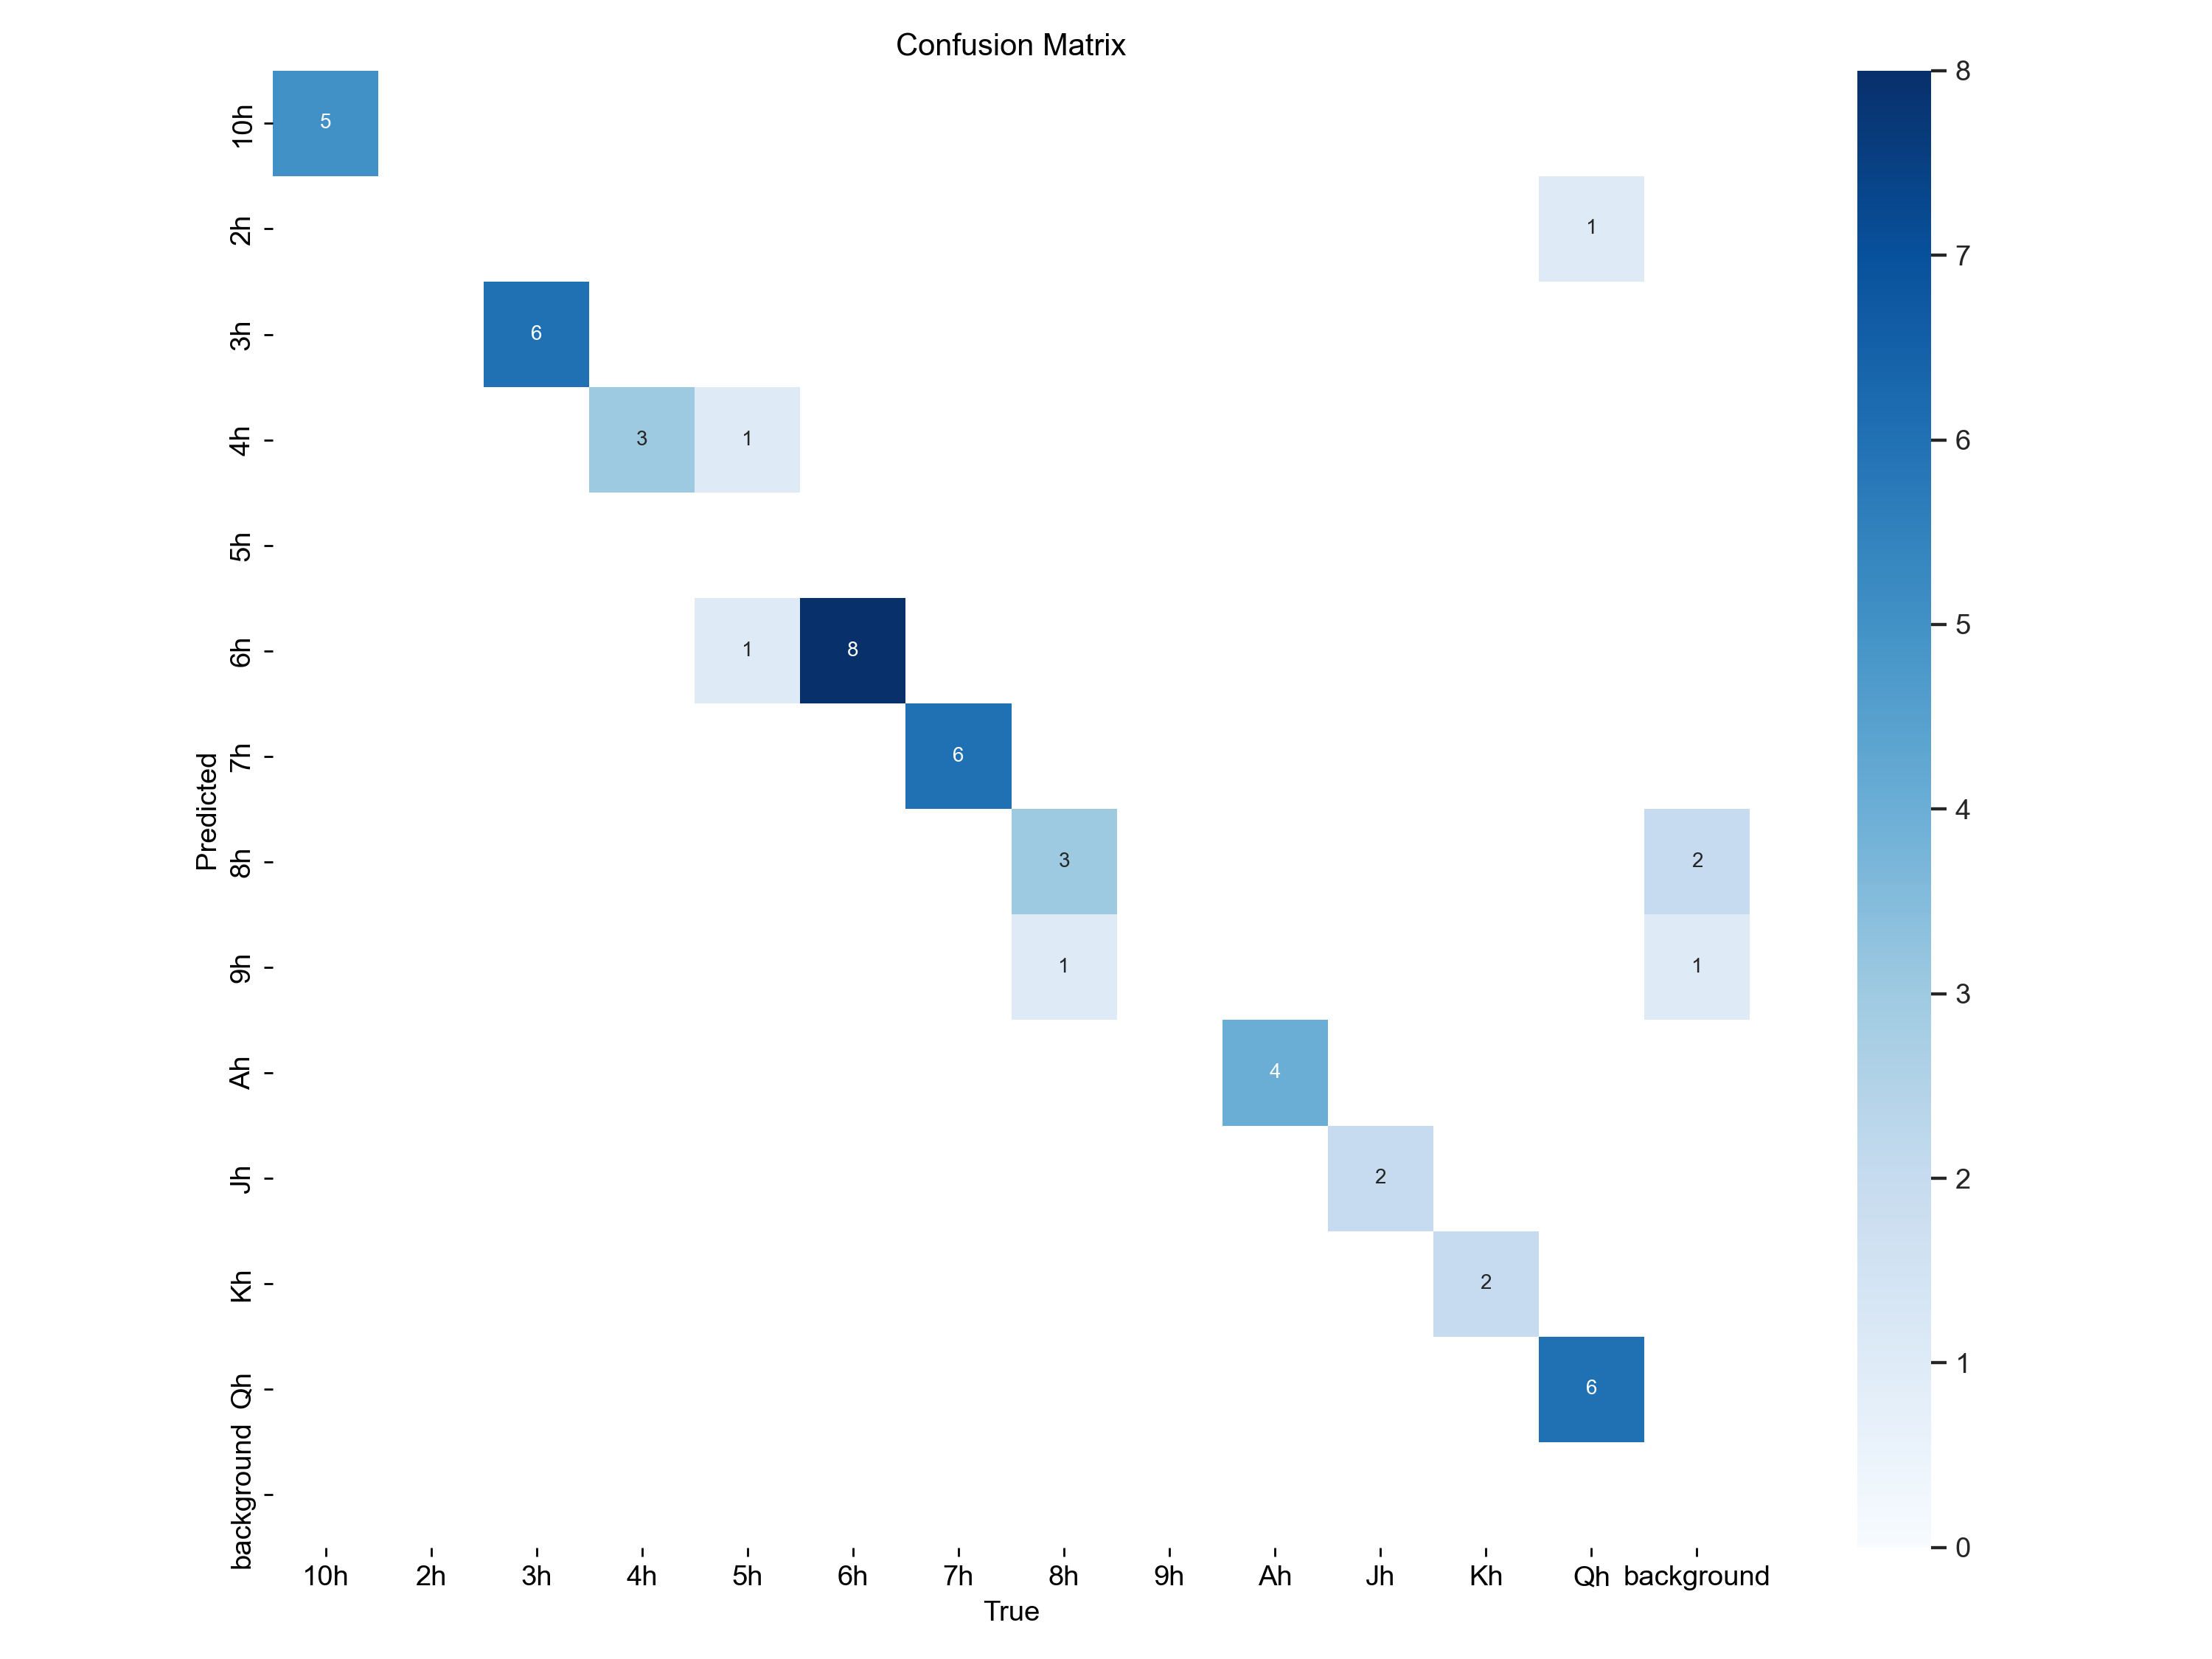 Confusion Matrix
10h 5
2h 1
3h 6
4h 3 1
5h
6h 1 8
7h 6
8h 3 2
9h 1 1
Ah 4
Jh 2
Kh 2
Qh 6
background
Predicted
10h 2h 3h 4h 5h 6h 7h 8h 9h Ah Jh Kh Qh background
True
8
7
6
5
4
3
2
1
0